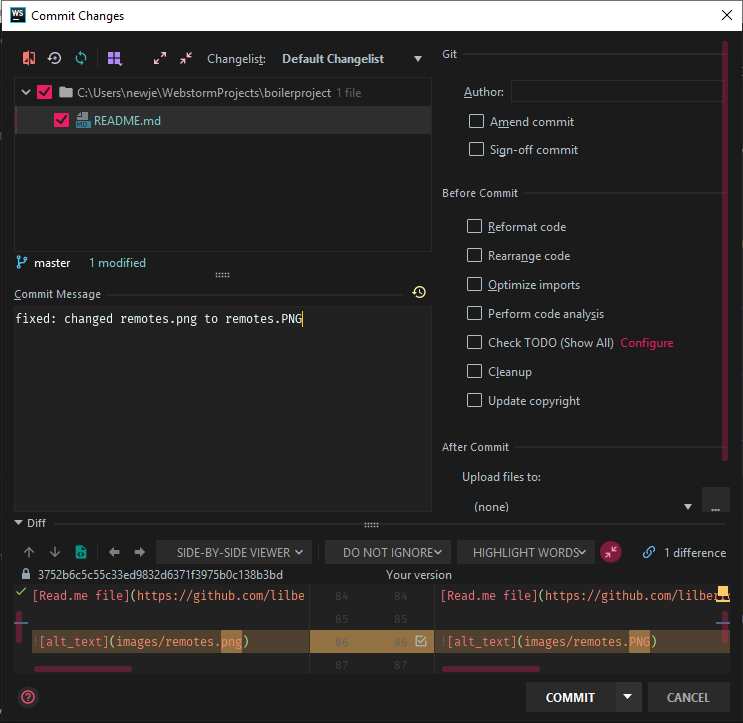 WS Commit Changes
Changelist: Default Changelist
C:\Users\newje\WebstormProjects\boilerproject 1 file
MD README.md
master 1 modified
Commit Message
fixed: changed remotes.png to remotes.PNG
Git
Author:
Amend commit
Sign-off commit
Before Commit
Reformat code
Rearrange code
Optimize imports
Perform code analysis
Check TODO (Show All) Configure
Cleanup
Update copyright
After Commit
Upload files to:
(none)
...
Diff
SIDE-BY-SIDE VIEWER DO NOT IGNORE HIGHLIGHT WORDS 1 difference
3752b6c5c55c33ed9832d6371f3975b0c138b3bd Your version
[Read.me file](https://github.com/lilbe 84 84 [Read.me file](https://github.com/lilber
85 85
![alt_text](images/remotes.png) 86 86 ![alt_text](images/remotes.PNG)
87 87
? COMMIT CANCEL